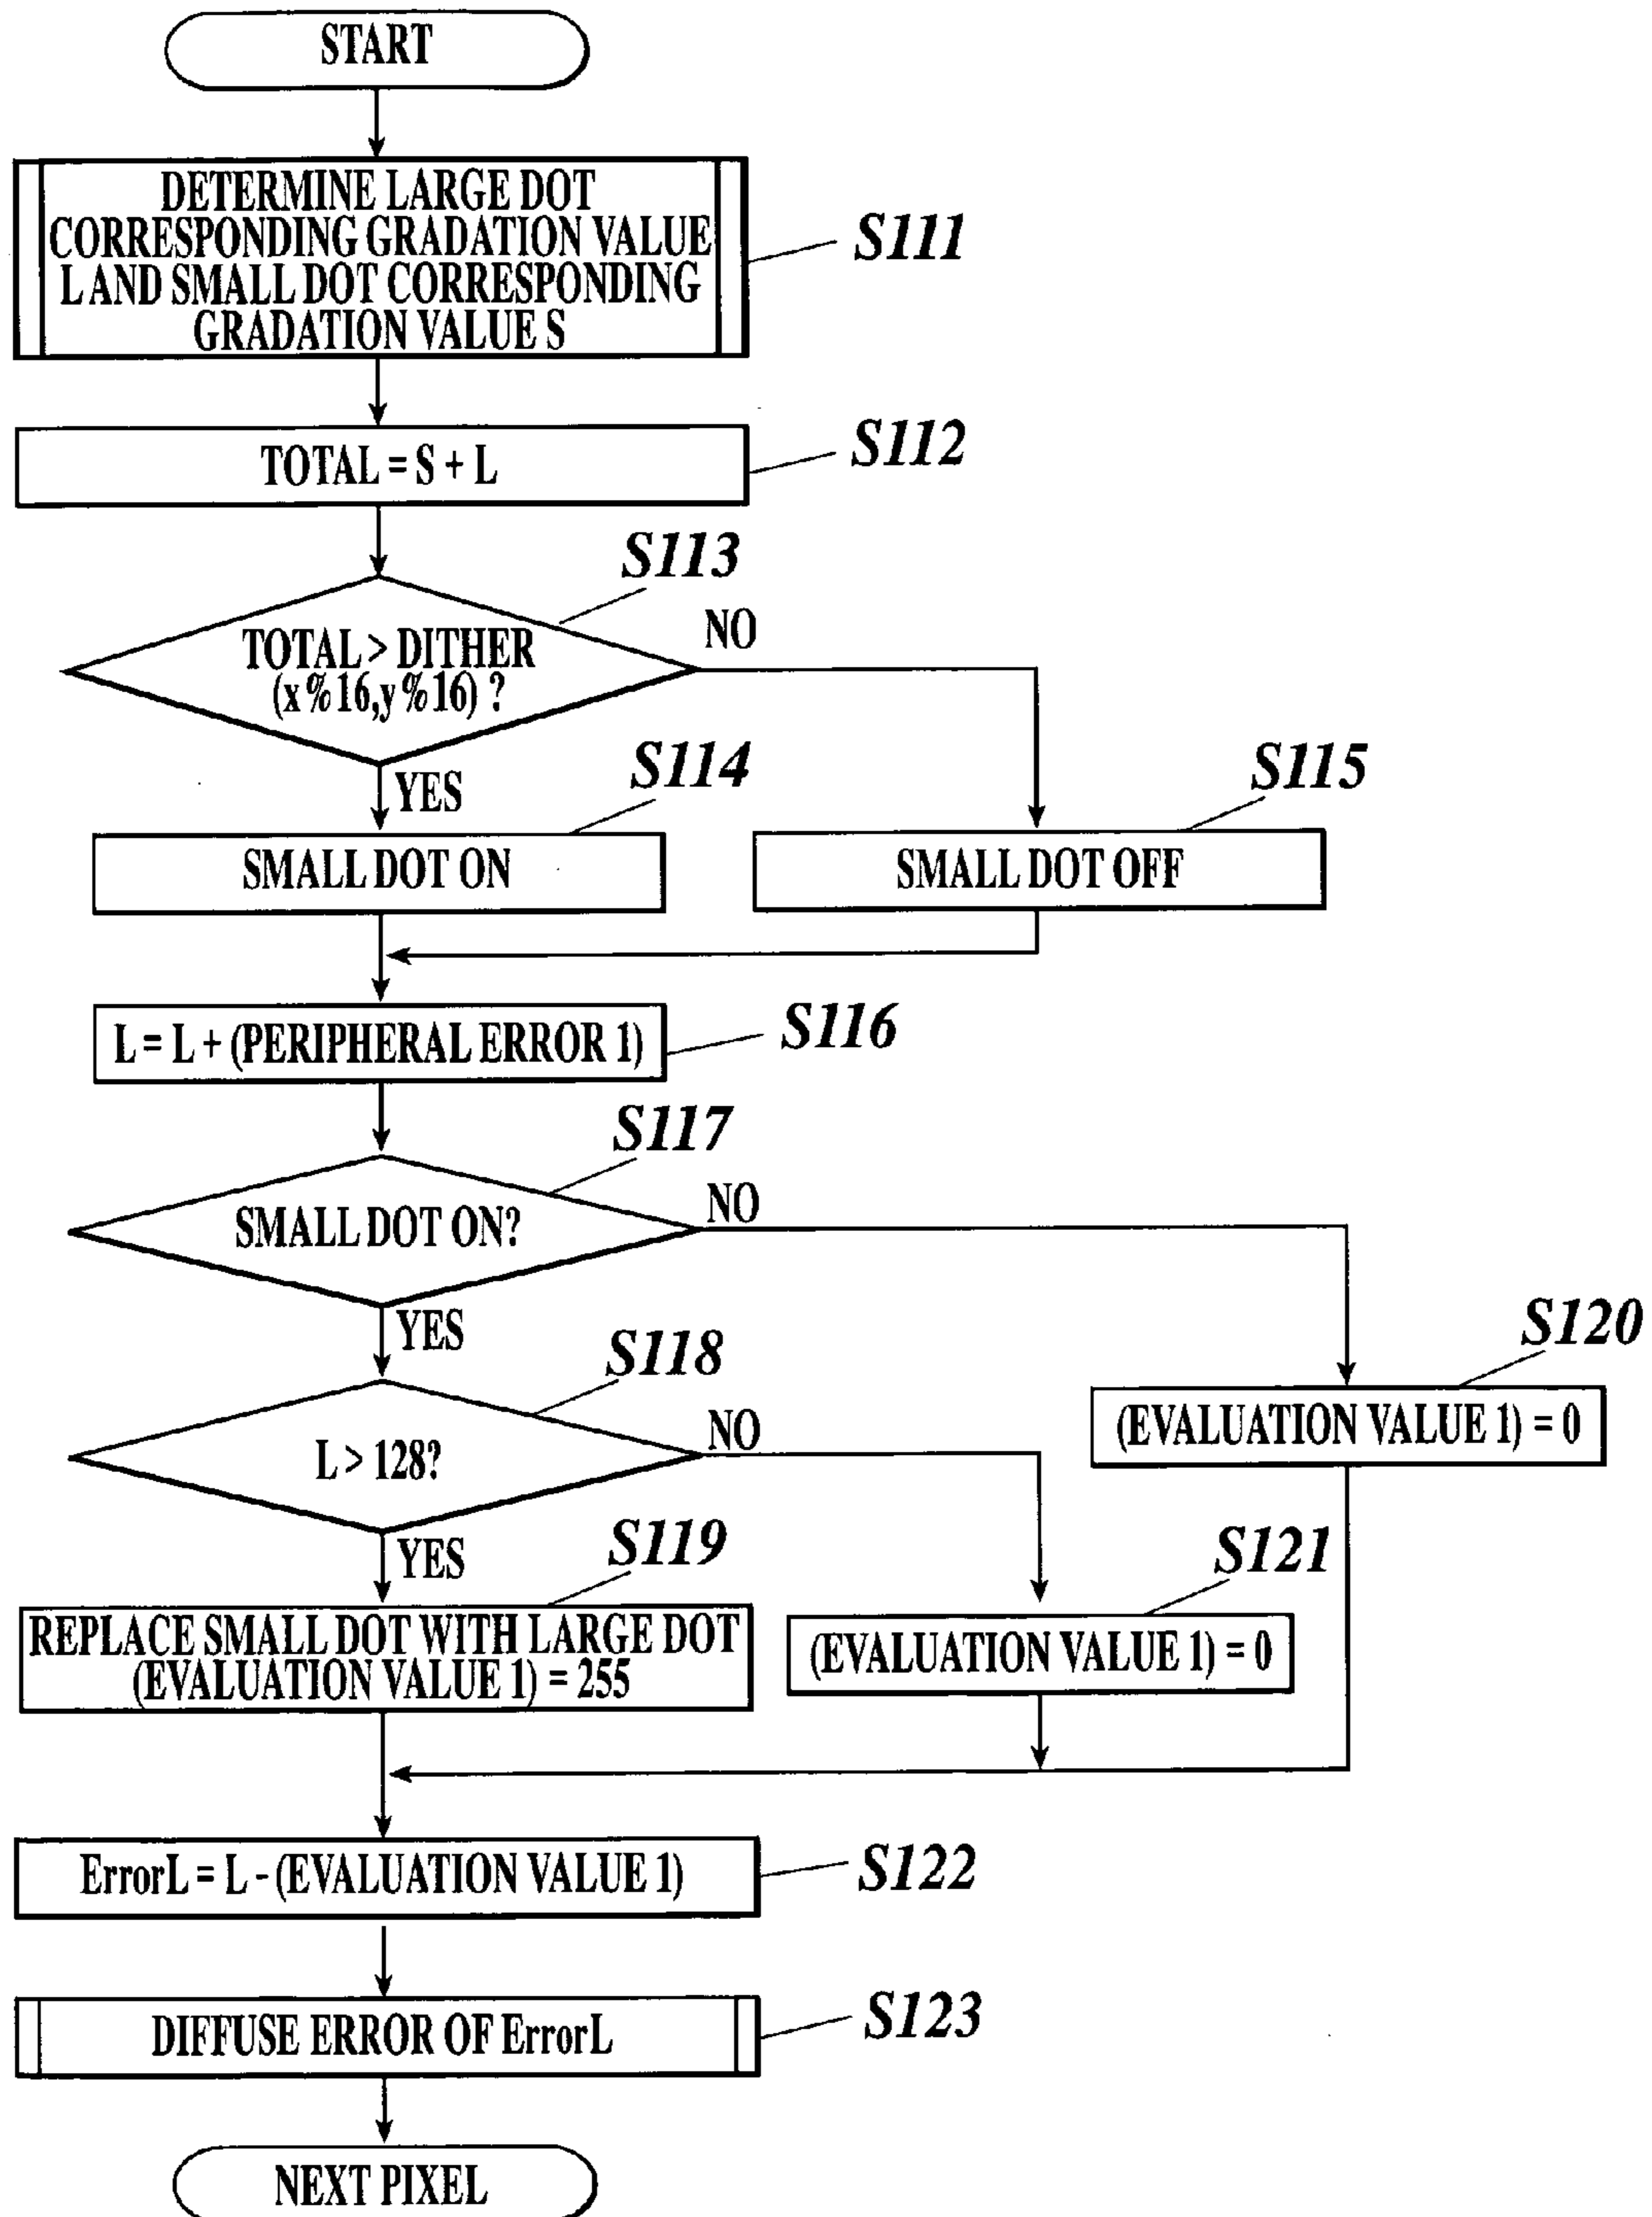 START
DETERMINE LARGE DOT
CORRESPONDING GRADATION VALUE
L AND SMALL DOT CORRESPONDING
GRADATION VALUE S
S111
TOTAL = S + L
S112
S113
TOTAL > DITHER
(x % 16,y % 16) ?
NO
YES
S114
SMALL DOT ON
S115
SMALL DOT OFF
L = L + (PERIPHERAL ERROR 1)
S116
S117
SMALL DOT ON?
NO
YES
S118
L > 128?
NO
YES
S120
(EVALUATION VALUE 1) = 0
S119
REPLACE SMALL DOT WITH LARGE DOT
(EVALUATION VALUE 1) = 255
S121
(EVALUATION VALUE 1) = 0
ErrorL = L - (EVALUATION VALUE 1)
S122
DIFFUSE ERROR OF ErrorL
S123
NEXT PIXEL